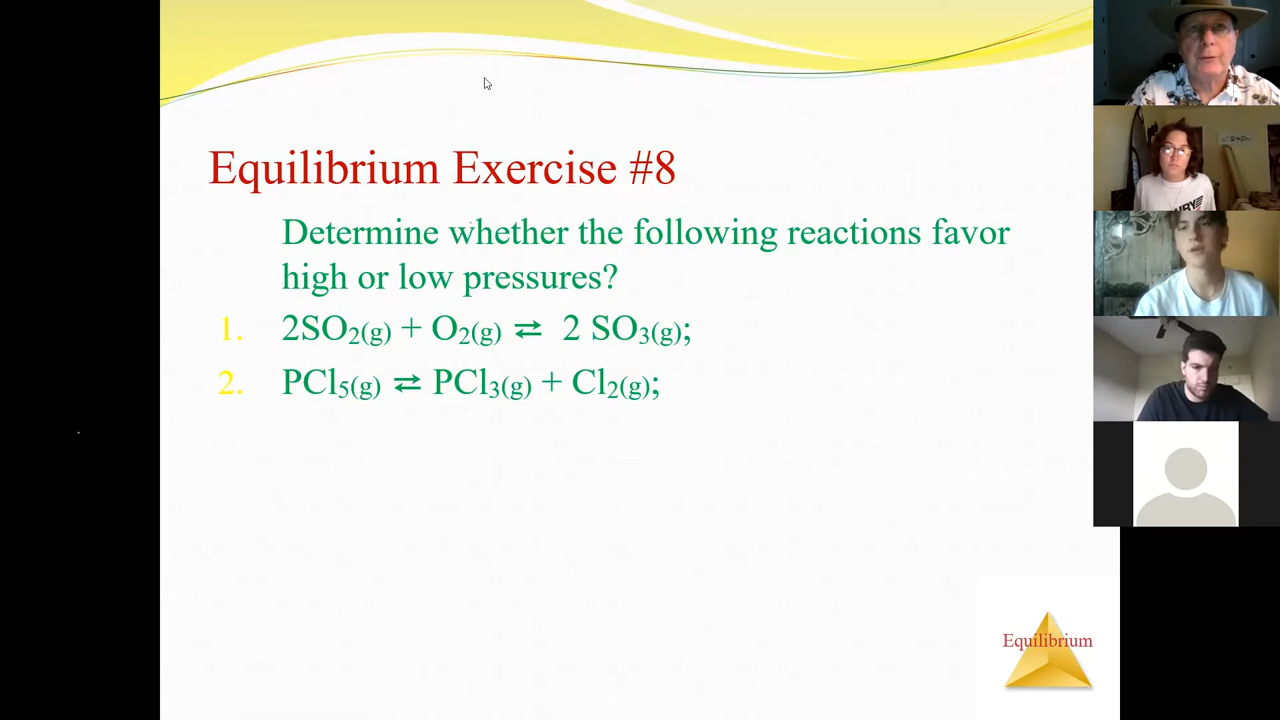 Equilibrium Exercise #8
Determine whether the following reactions favor
high or low pressures?
1. 2SO₂(g) + O₂(g) ⇄ 2 SO₃(g);
2. PCl₅(g) ⇄ PCl₃(g) + Cl₂(g);
Equilibrium